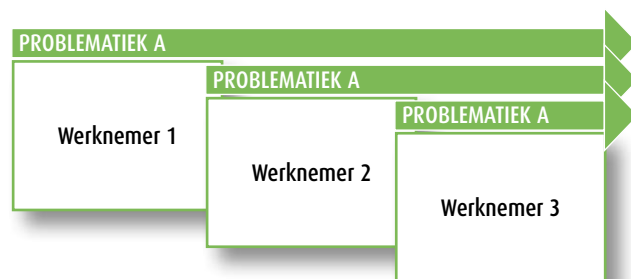 PROBLEMATIEK A
Werknemer 1
PROBLEMATIEK A
Werknemer 2
PROBLEMATIEK A
Werknemer 3